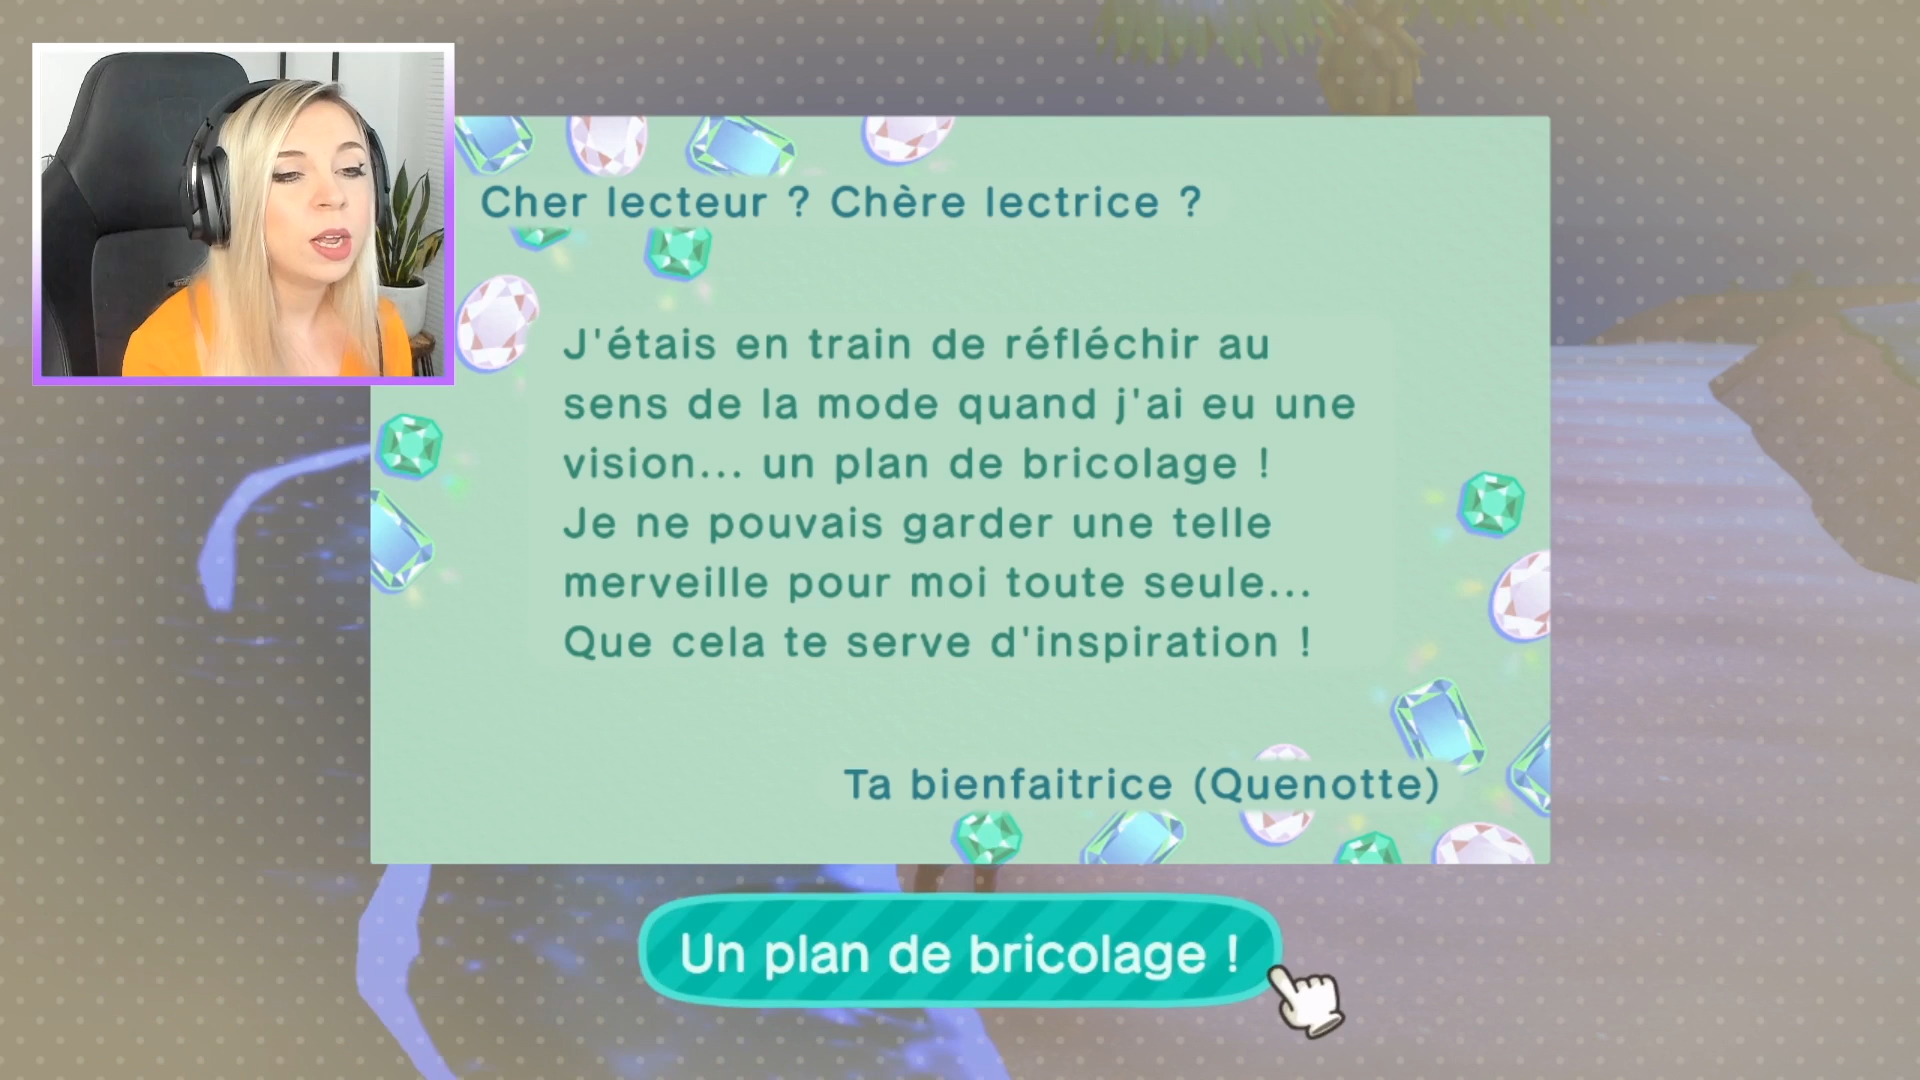 Cher lecteur ? Chère lectrice ?
J'étais en train de réfléchir au
sens de la mode quand j'ai eu une
vision... un plan de bricolage !
Je ne pouvais garder une telle
merveille pour moi toute seule...
Que cela te serve d'inspiration !
Ta bienfaitrice (Quenotte)
Un plan de bricolage !